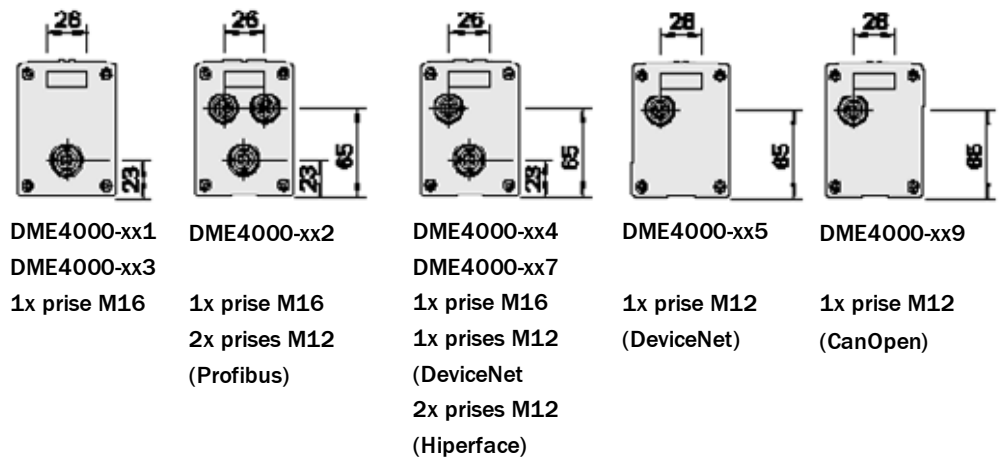 26
23
DME4000-xx1
DME4000-xx3
1x prise M16
26
65
23
DME4000-xx2
1x prise M16
2x prises M12
(Profibus)
26
65
23
DME4000-xx4
DME4000-xx7
1x prise M16
1x prises M12
(DeviceNet
2x prises M12
(Hiperface)
26
65
DME4000-xx5
1x prise M12
(DeviceNet)
26
65
DME4000-xx9
1x prise M12
(CanOpen)